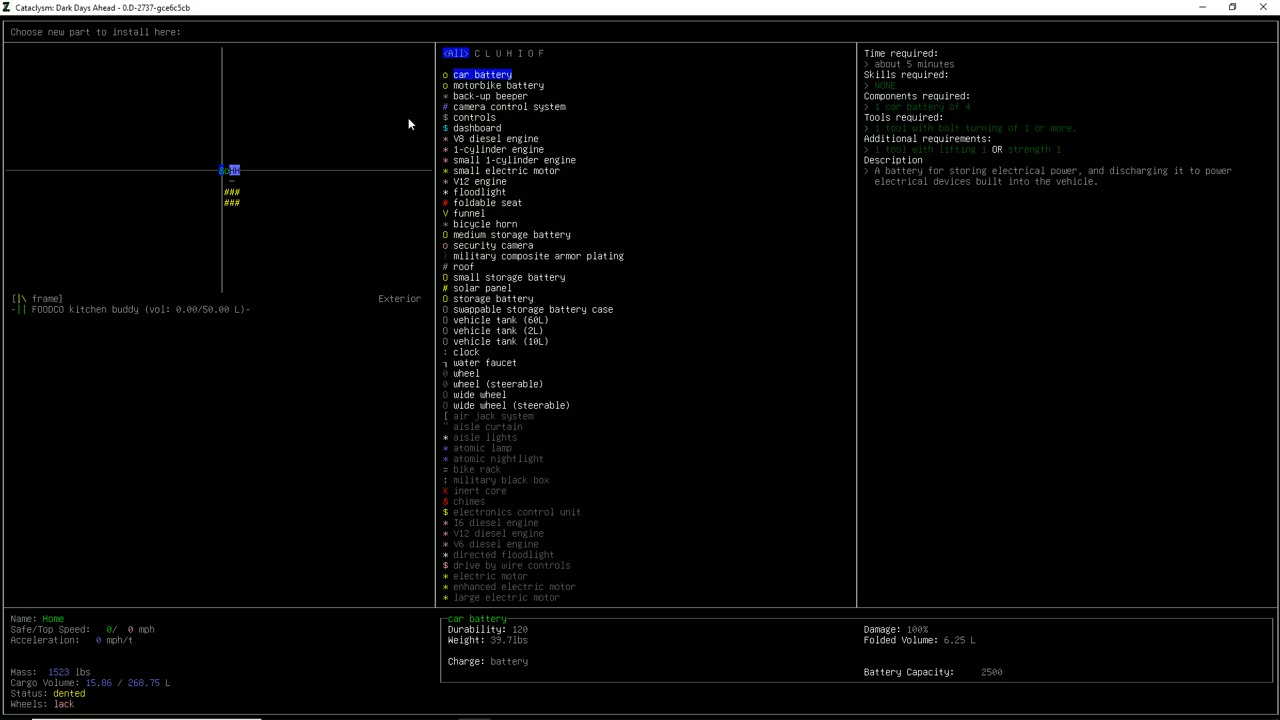 Cataclysm: Dark Days Ahead - 0.D-2737-gce6c5cb
Choose new part to install here:
<All> C L U H I O F
o car battery
o motorbike battery
* back-up beeper
# camera control system
$ controls
$ dashboard
* V8 diesel engine
* 1-cylinder engine
* small 1-cylinder engine
* small electric motor
* V12 engine
* floodlight
# foldable seat
V funnel
* bicycle horn
O medium storage battery
o security camera
) military composite armor plating
# roof
O small storage battery
# solar panel
O storage battery
O swappable storage battery case
O vehicle tank (60L)
O vehicle tank (2L)
O vehicle tank (10L)
: clock
┐ water faucet
0 wheel
0 wheel (steerable)
O wide wheel
O wide wheel (steerable)
[ air jack system
" aisle curtain
* aisle lights
* atomic lamp
* atomic nightlight
= bike rack
: military black box
X inert core
& chimes
$ electronics control unit
* I6 diesel engine
* V12 diesel engine
* V6 diesel engine
* directed floodlight
$ drive by wire controls
* electric motor
* enhanced electric motor
* large electric motor
Time required:
> about 5 minutes
Skills required:
> NONE
Components required:
> 1 car battery of 4
Tools required:
> 1 tool with bolt turning of 1 or more.
Additional requirements:
> 1 tool with lifting 1 OR strength 1
Description
> A battery for storing electrical power, and discharging it to power
electrical devices built into the vehicle.
&oHH
###
###
[|\ frame] Exterior
-|| FOODCO kitchen buddy (vol: 0.00/50.00 L)-
Name: Home
Safe/Top Speed: 0/ 0 mph
Acceleration: 0 mph/t
Mass: 1523 lbs
Cargo Volume: 15.86 / 268.75 L
Status: dented
Wheels: lack
car battery
Durability: 120
Weight: 39.7lbs
Charge: battery
Damage: 100%
Folded Volume: 6.25 L
Battery Capacity: 2500